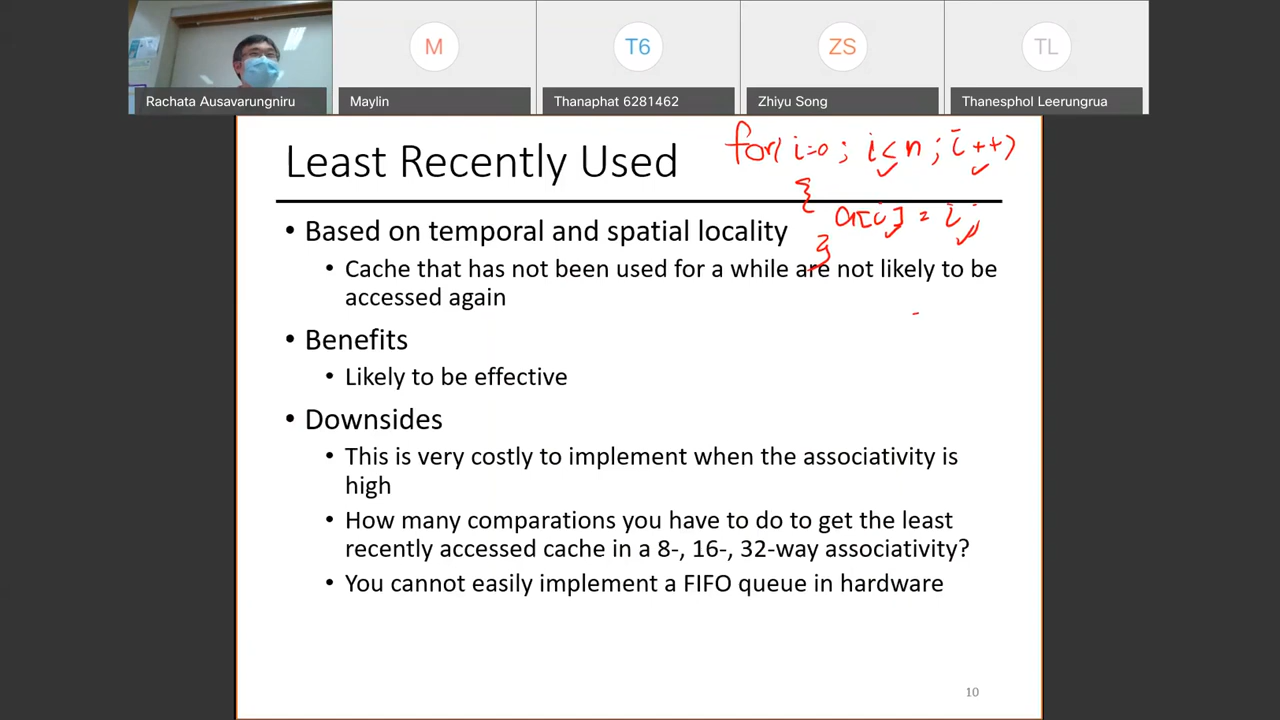 M
T6
ZS
TL
Rachata Ausavarungniru
Maylin
Thanaphat 6281462
Zhiyu Song
Thanesphol Leerungrua
for( i=0 ; i<n ; i++)
{
a[i] = i;
}
Least Recently Used
• Based on temporal and spatial locality
• Cache that has not been used for a while are not likely to be
accessed again
• Benefits
• Likely to be effective
• Downsides
• This is very costly to implement when the associativity is
high
• How many comparations you have to do to get the least
recently accessed cache in a 8-, 16-, 32-way associativity?
• You cannot easily implement a FIFO queue in hardware
10